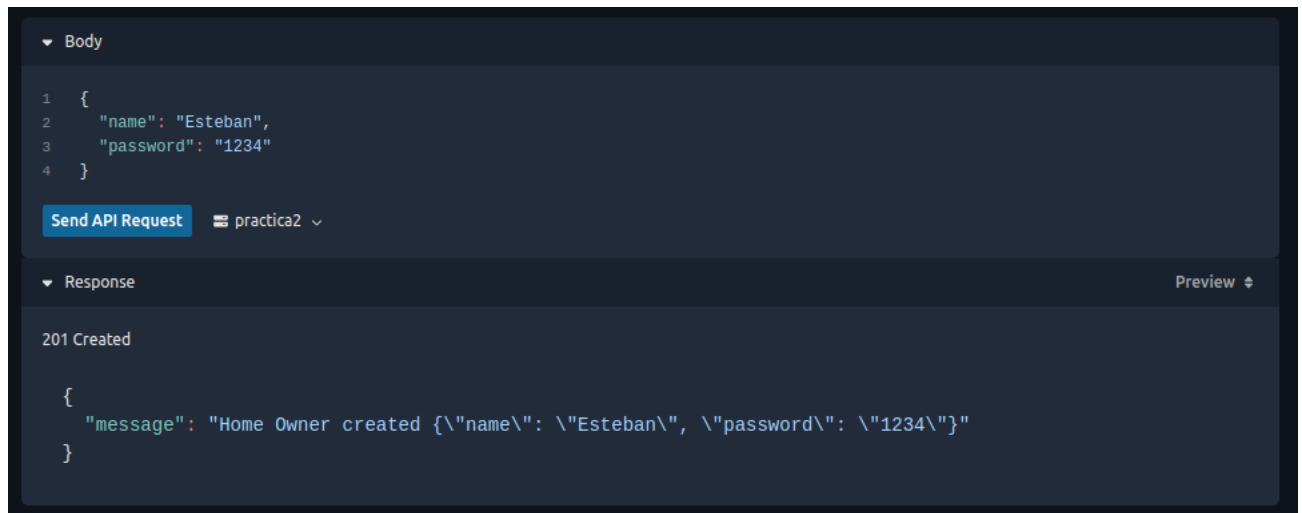 Body
1 {
2 "name": "Esteban",
3 "password": "1234"
4 }
Send API Request practica2
Response Preview
201 Created
{
"message": "Home Owner created {\"name\": \"Esteban\", \"password\": \"1234\"}"
}